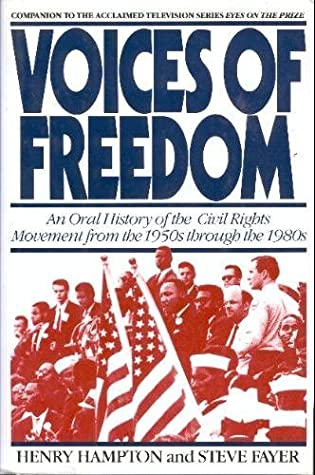 COMPANION TO THE ACCLAIMED TELEVISION SERIES EYES ON THE PRIZE
VOICES OF
FREEDOM
An Oral History of the Civil Rights
Movement from the 1950s through the 1980s
HENRY HAMPTON and STEVE FAYER